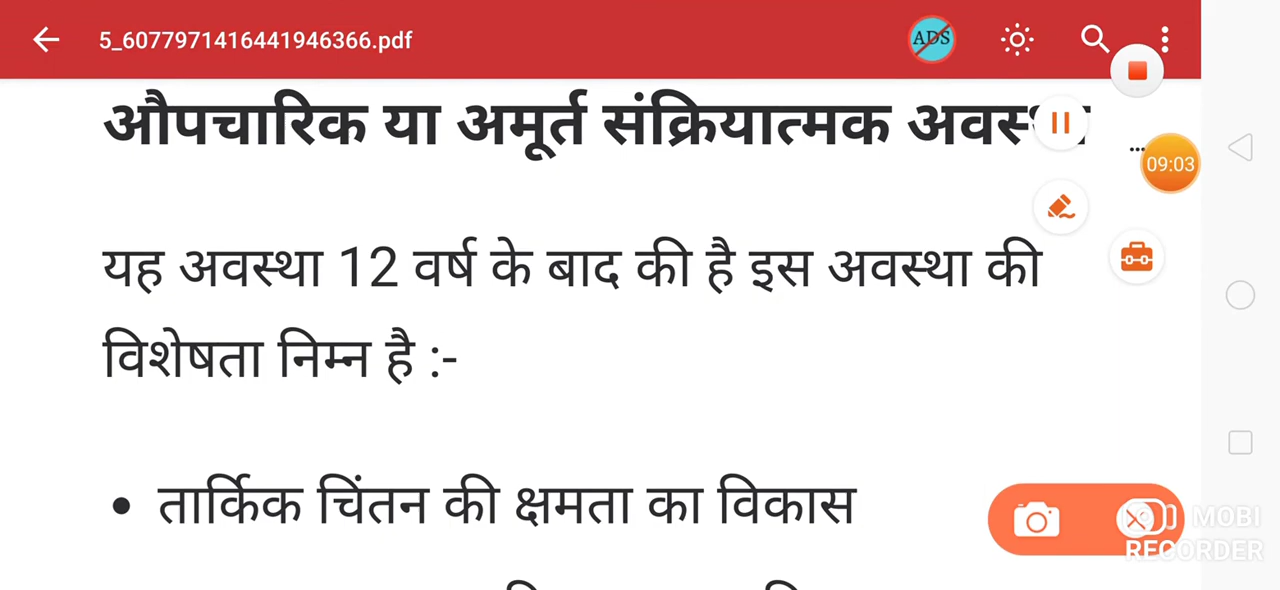 5_6077971416441946366.pdf
ADS
औपचारिक या अमूर्त संक्रियात्मक
09:03
यह अवस्था 12 वर्ष के बाद की है इस अवस्था की
विशेषता निम्न है :-
• तार्किक चिंतन की क्षमता का विकास
MOBI
RECORDER